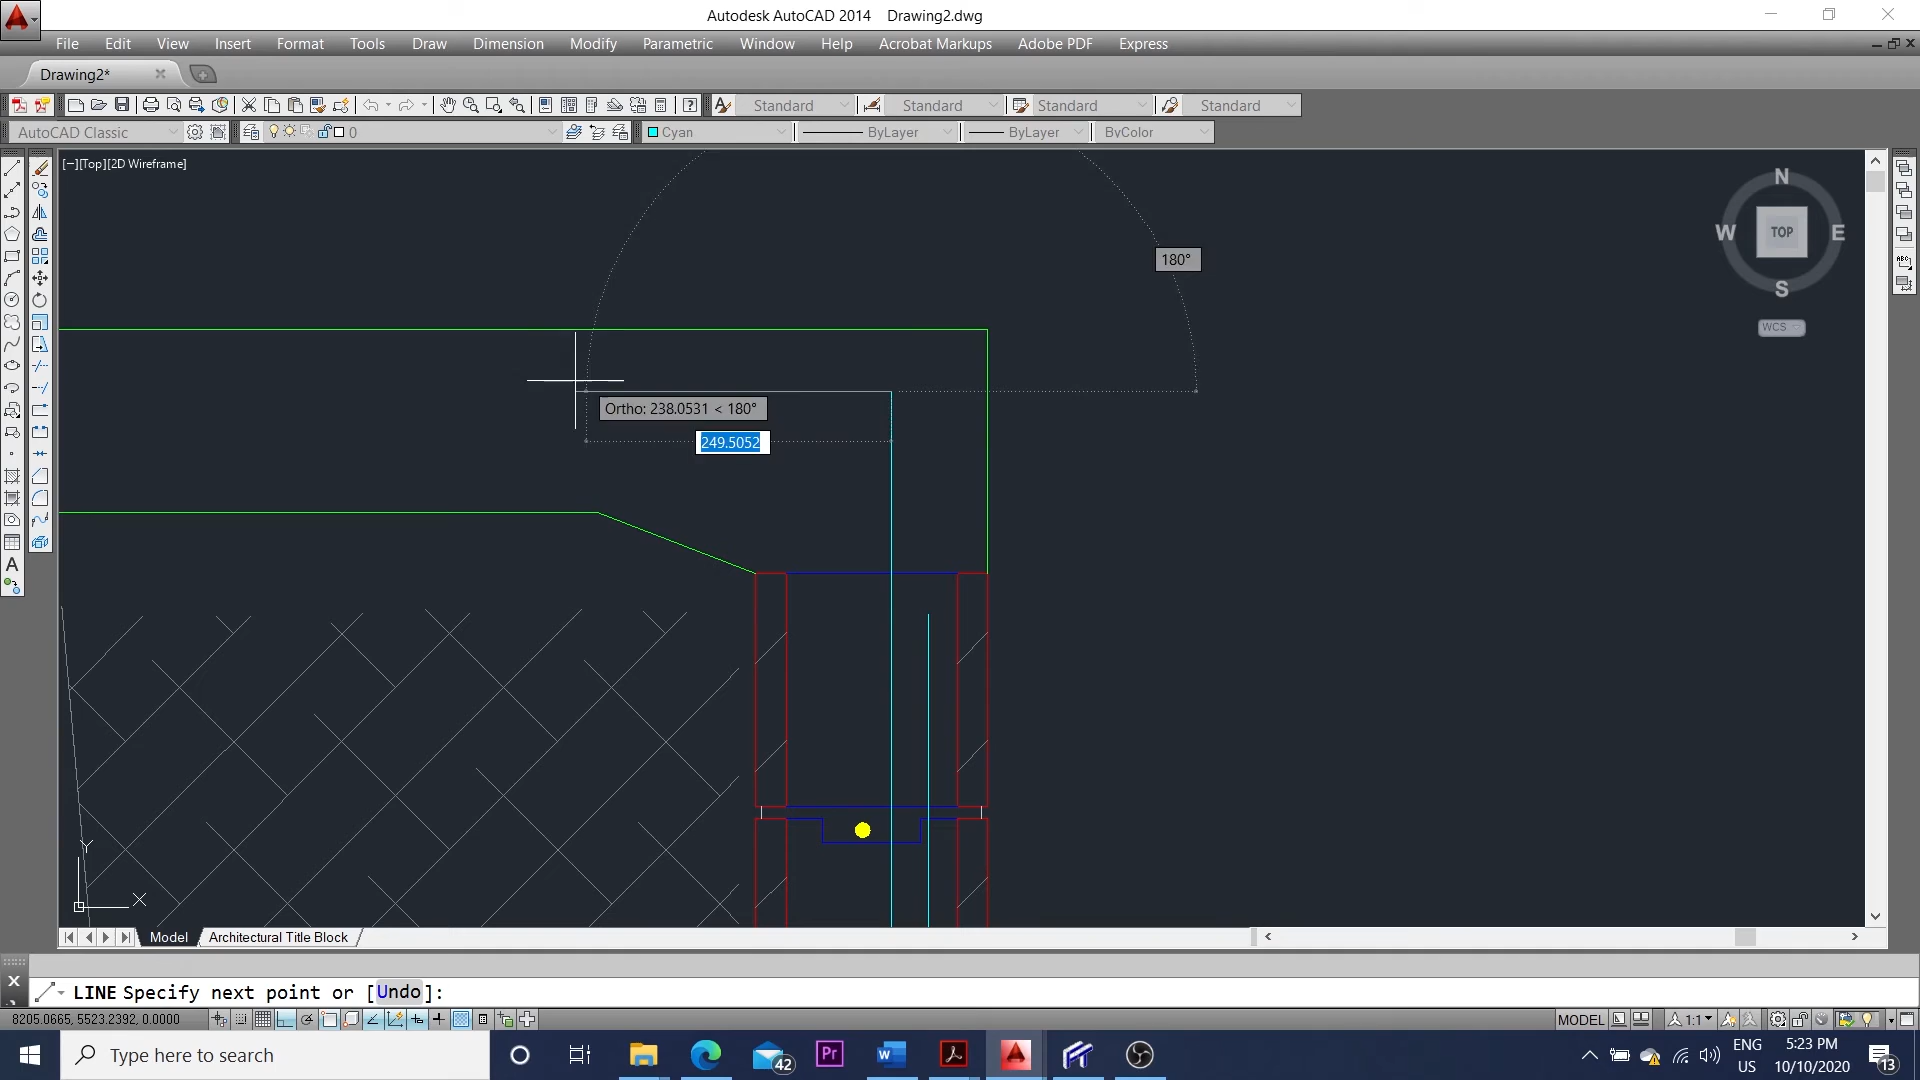 Autodesk AutoCAD 2014 Drawing2.dwg
File Edit View Insert Format Tools Draw Dimension Modify Parametric Window Help Acrobat Markups Adobe PDF Express
Drawing2*
Standard Standard Standard Standard
AutoCAD Classic 0 Cyan ByLayer ByLayer ByColor
[−][Top][2D Wireframe]
N
W TOP E
S
WCS
180°
Ortho: 238.0531 < 180°
249.5052
Y
X
A
Model Architectural Title Block
LINE Specify next point or [Undo]:
8205.0665, 5523.2392, 0.0000 MODEL 1:1
Type here to search
42
Pr
ENG
US
5:23 PM
10/10/2020
13